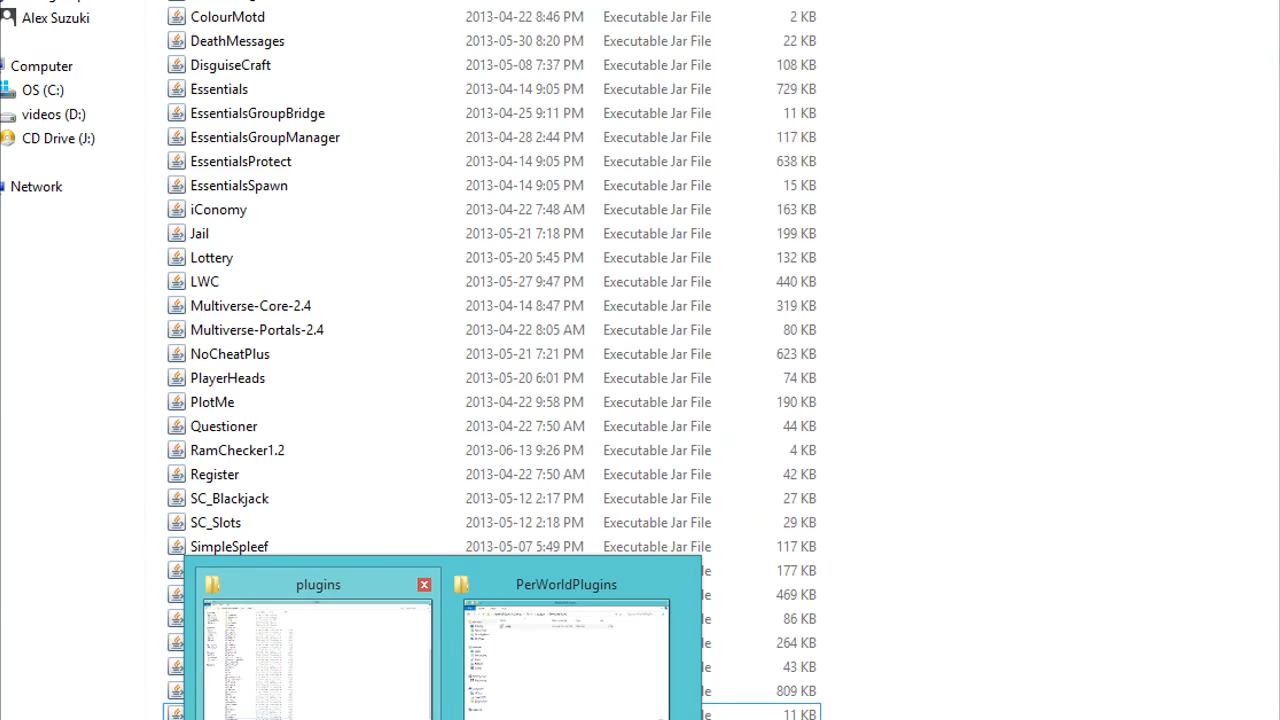 Alex Suzuki
Computer
OS (C:)
videos (D:)
CD Drive (J:)
Network
ColourMotd 2013-04-22 8:46 PM Executable Jar File 2 KB
DeathMessages 2013-05-30 8:20 PM Executable Jar File 22 KB
DisguiseCraft 2013-05-08 7:37 PM Executable Jar File 108 KB
Essentials 2013-04-14 9:05 PM Executable Jar File 729 KB
EssentialsGroupBridge 2013-04-25 9:11 PM Executable Jar File 11 KB
EssentialsGroupManager 2013-04-28 2:44 PM Executable Jar File 117 KB
EssentialsProtect 2013-04-14 9:05 PM Executable Jar File 638 KB
EssentialsSpawn 2013-04-14 9:05 PM Executable Jar File 15 KB
iConomy 2013-04-22 7:48 AM Executable Jar File 163 KB
Jail 2013-05-21 7:18 PM Executable Jar File 199 KB
Lottery 2013-05-20 5:45 PM Executable Jar File 132 KB
LWC 2013-05-27 9:47 PM Executable Jar File 440 KB
Multiverse-Core-2.4 2013-04-14 8:47 PM Executable Jar File 319 KB
Multiverse-Portals-2.4 2013-04-22 8:05 AM Executable Jar File 80 KB
NoCheatPlus 2013-05-21 7:21 PM Executable Jar File 623 KB
PlayerHeads 2013-05-20 6:01 PM Executable Jar File 74 KB
PlotMe 2013-04-22 9:58 PM Executable Jar File 190 KB
Questioner 2013-04-22 7:50 AM Executable Jar File 44 KB
RamChecker1.2 2013-06-13 9:26 PM Executable Jar File 4 KB
Register 2013-04-22 7:50 AM Executable Jar File 42 KB
SC_Blackjack 2013-05-12 2:17 PM Executable Jar File 27 KB
SC_Slots 2013-05-12 2:18 PM Executable Jar File 29 KB
SimpleSpleef 2013-05-07 5:49 PM Executable Jar File 117 KB
le 177 KB
le 469 KB
plugins
PerWorldPlugins